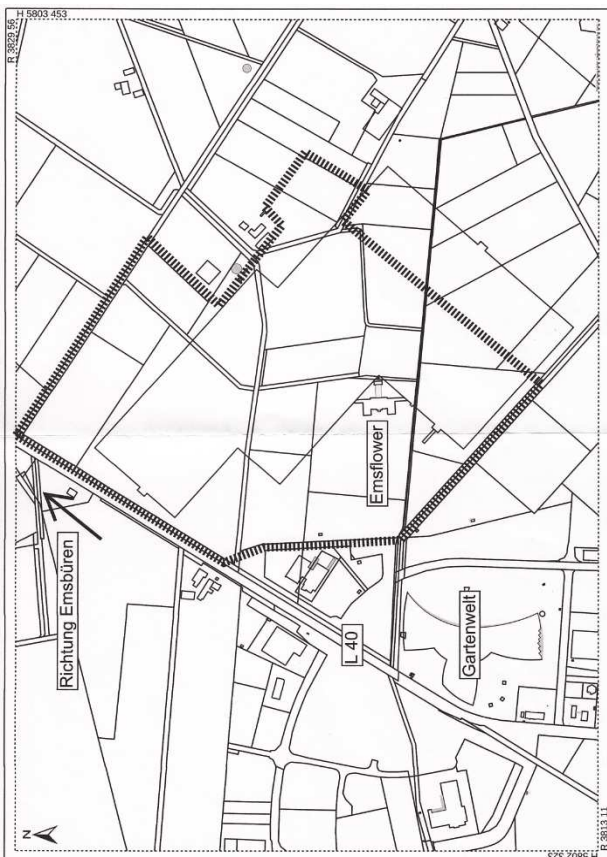 H 5803 453
R 3829 56
Richtung Emsbüren
Emsflower
L 40
Gartenwelt
N
R 3813 11